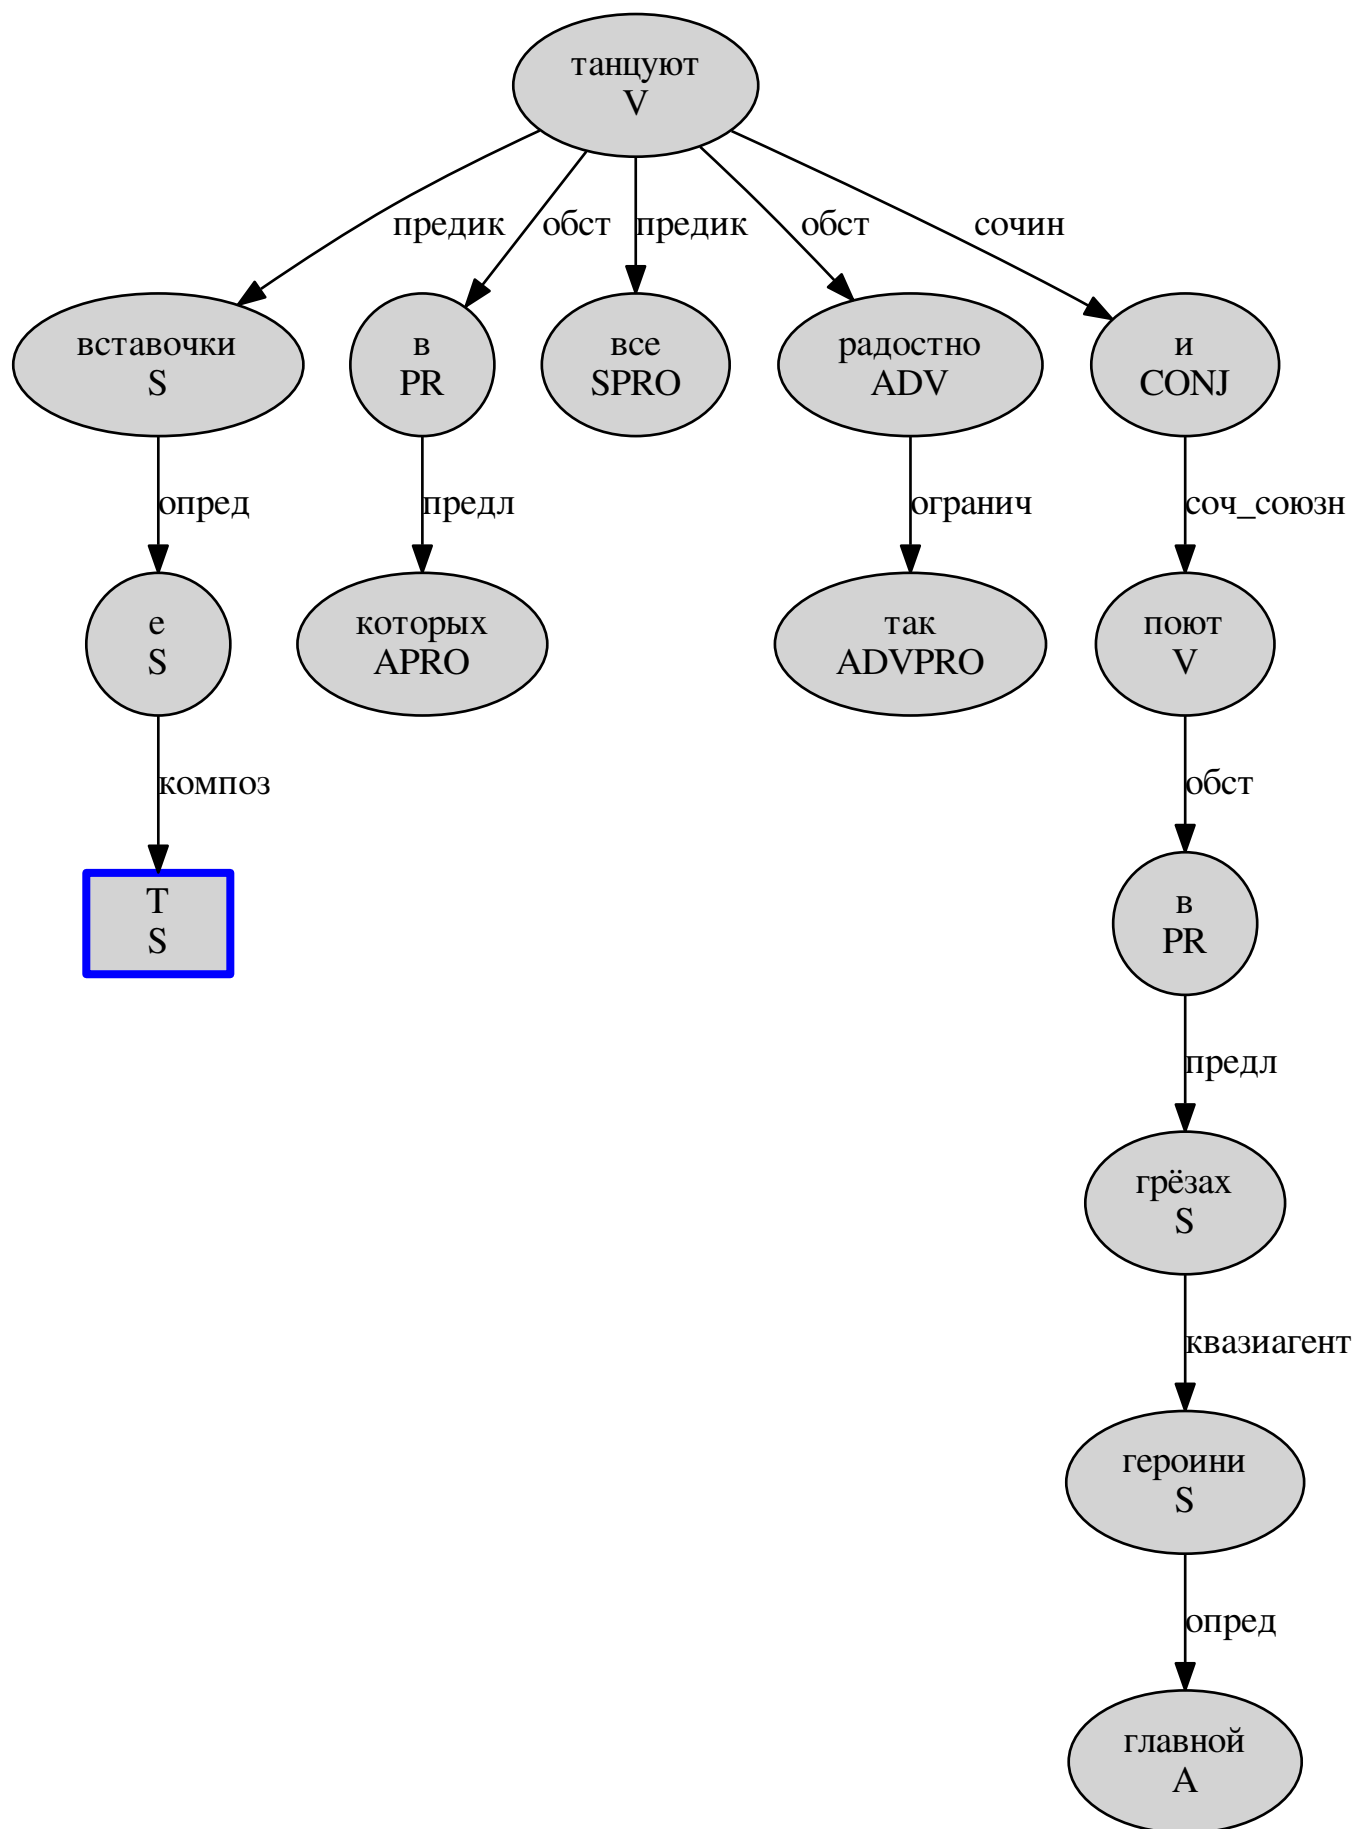 танцуют
V
предик
обст
предик
обст
сочин
вставочки
S
в
PR
все
SPRO
радостно
ADV
и
CONJ
опред
предл
огранич
соч_союзн
е
S
которых
APRO
так
ADVPRO
поют
V
композ
обст
Т
S
в
PR
предл
грёзах
S
квазиагент
героини
S
опред
главной
A